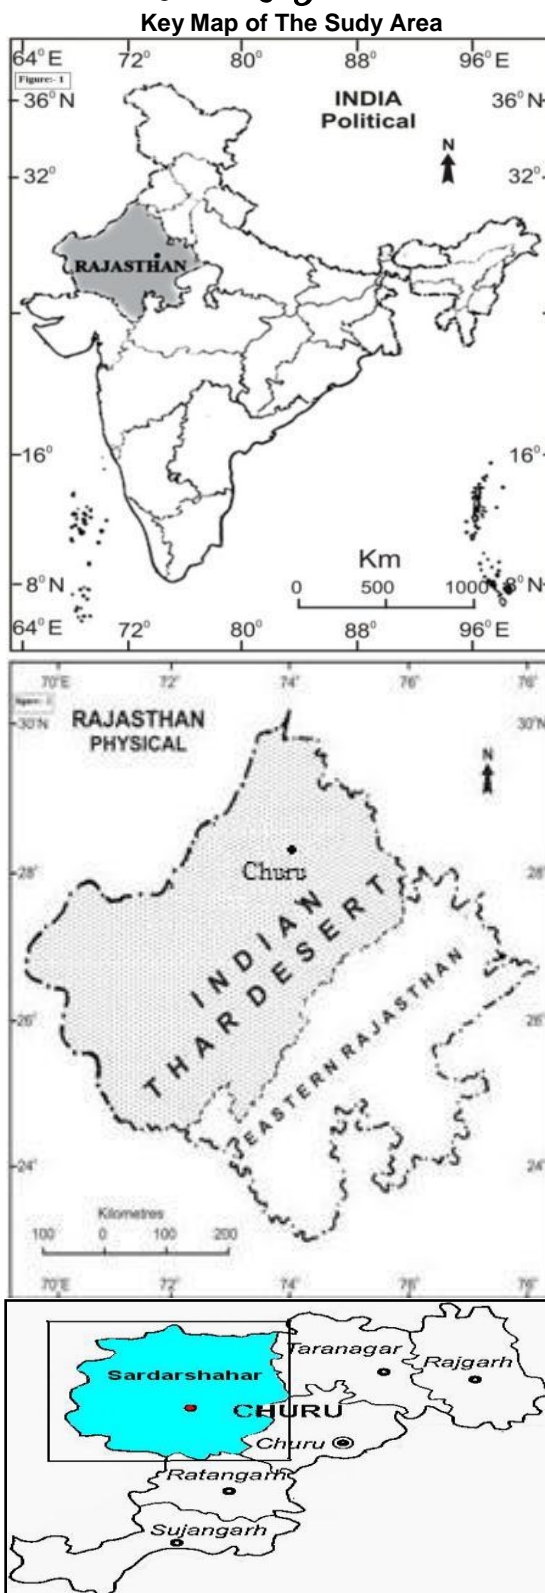 Key Map of The Sudy Area
64°E 72° 80° 88° 96°E
Figure:- 1
36°N
INDIA
Political
36°N
N
32°
32°
RAJASTHAN
16°
16°
Km
8°N
0 500 1000
8°N
64°E 72° 80° 88° 96°E
70°E 72° 74° 76° 76°
30°N
RAJASTHAN
PHYSICAL
30°N
N
28°
Churu
28°
INDIAN
THAR DESERT
EASTERN RAJASTHAN
26°
26°
24°
24°
Kilometres
100 0 100 200
70°E 72° 74° 76° 76°
Taranagar
Rajgarh
Sardarshahar
CHURU
Churu
Ratangarh
Sujangarh